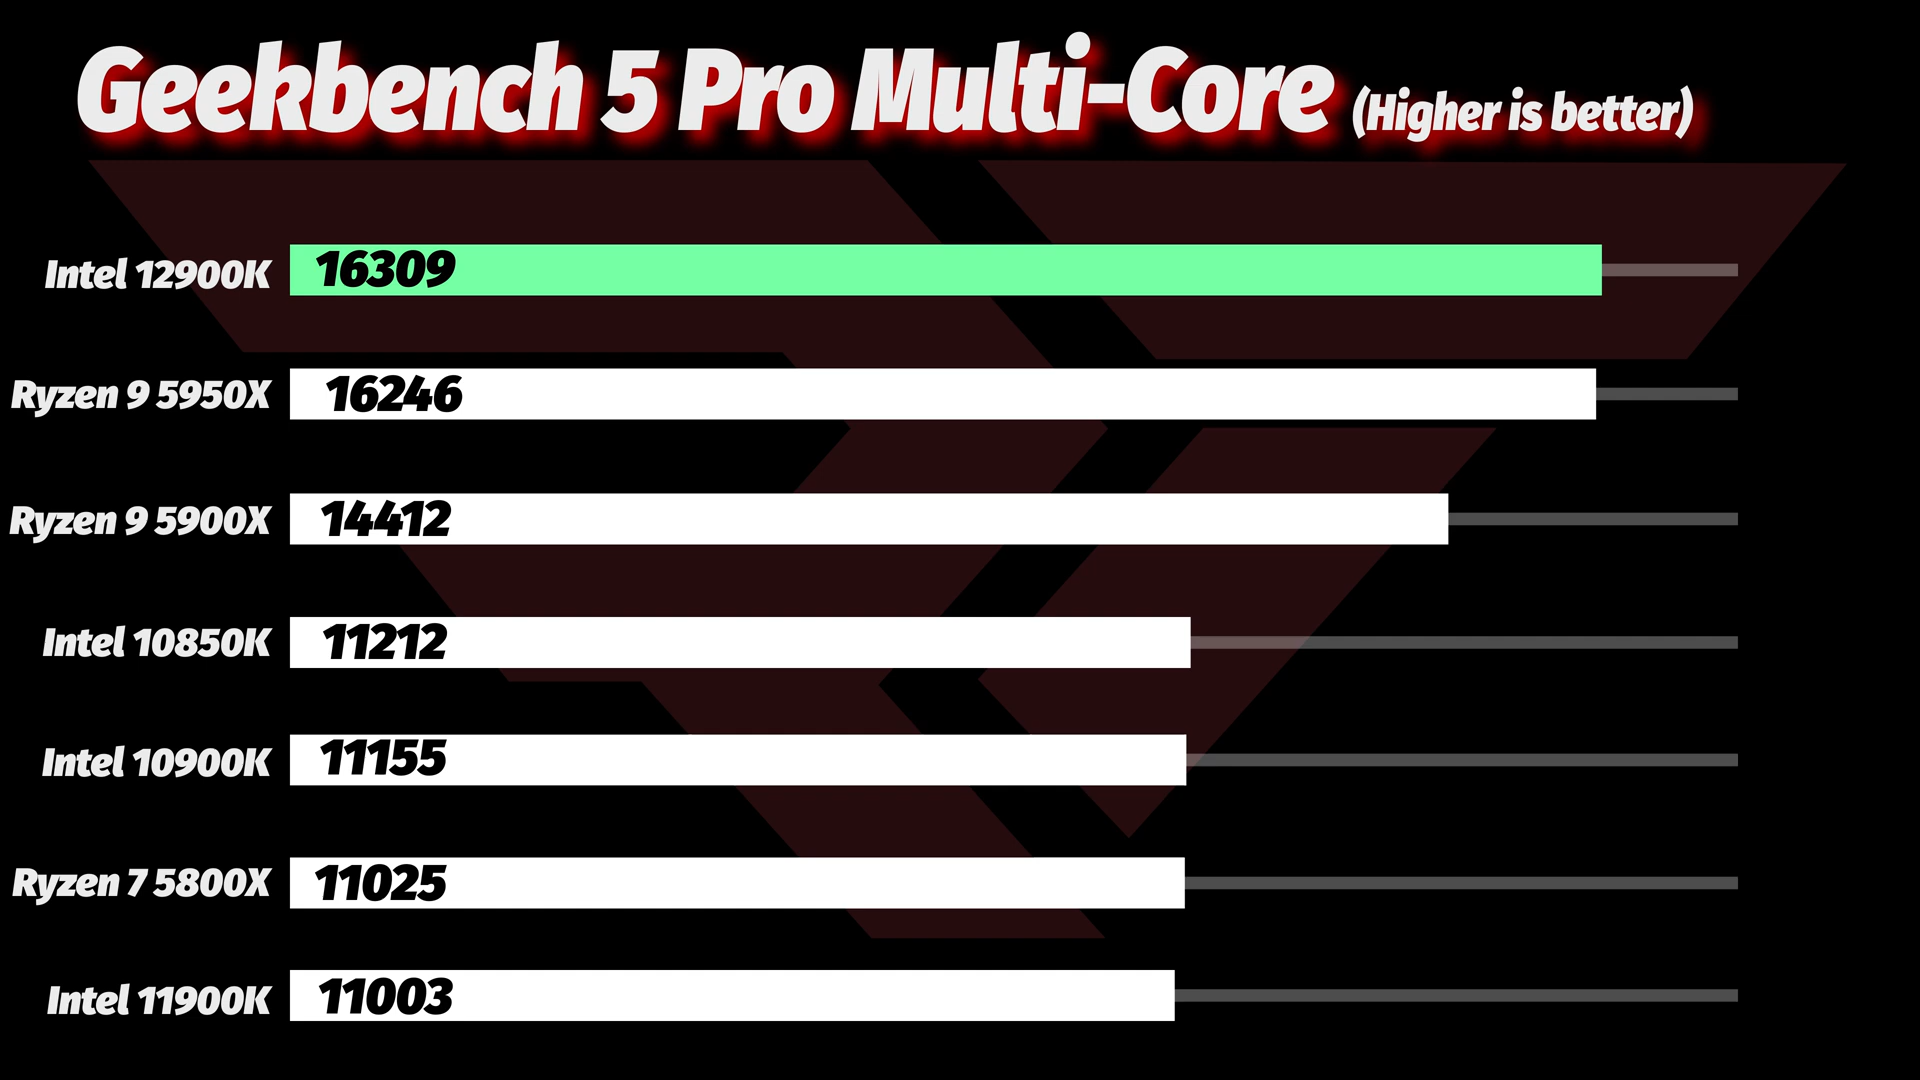 Geekbench 5 Pro Multi-Core (Higher is better)
Intel 12900K 16309
Ryzen 9 5950X 16246
Ryzen 9 5900X 14412
Intel 10850K 11212
Intel 10900K 11155
Ryzen 7 5800X 11025
Intel 11900K 11003